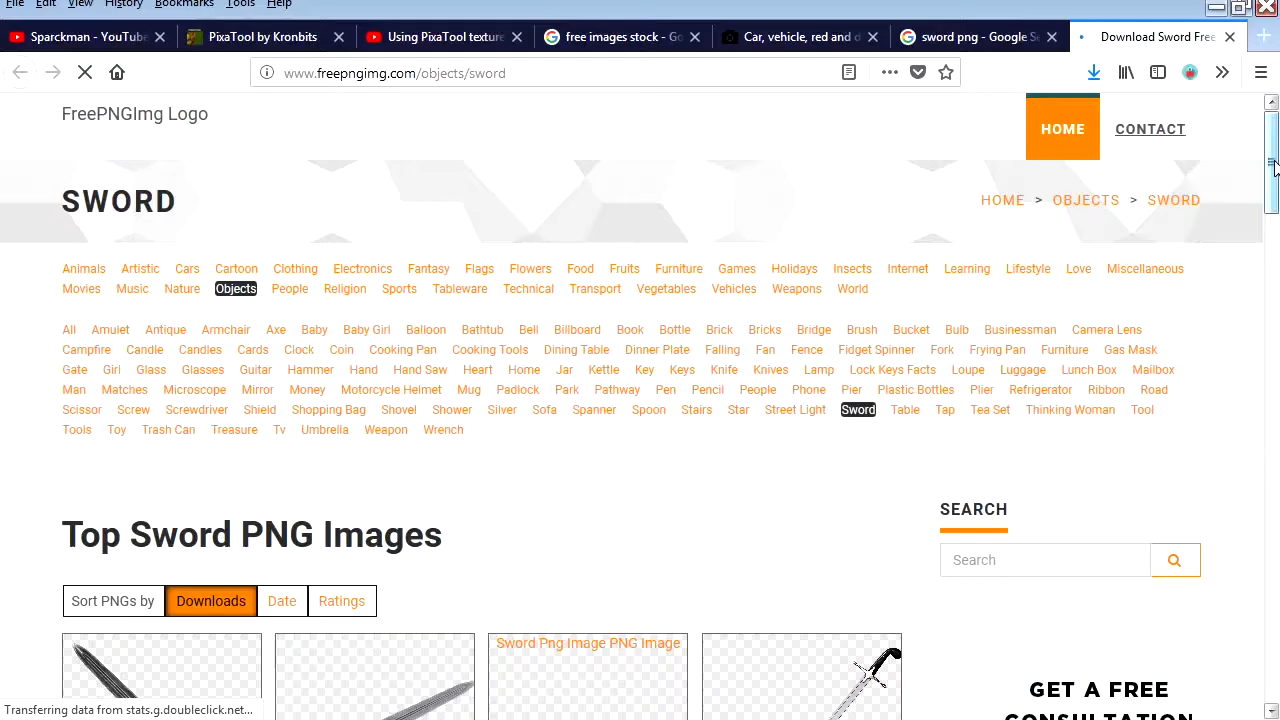 File Edit View History Bookmarks Tools Help
Sparckman - YouTube PixaTool by Kronbits Using PixaTool texture free images stock - Go Car, vehicle, red and d sword png - Google Se Download Sword Free
www.freepngimg.com/objects/sword
FreePNGImg Logo
HOME CONTACT
SWORD
HOME > OBJECTS > SWORD
Animals Artistic Cars Cartoon Clothing Electronics Fantasy Flags Flowers Food Fruits Furniture Games Holidays Insects Internet Learning Lifestyle Love Miscellaneous
Movies Music Nature Objects People Religion Sports Tableware Technical Transport Vegetables Vehicles Weapons World
All Amulet Antique Armchair Axe Baby Baby Girl Balloon Bathtub Bell Billboard Book Bottle Brick Bricks Bridge Brush Bucket Bulb Businessman Camera Lens
Campfire Candle Candles Cards Clock Coin Cooking Pan Cooking Tools Dining Table Dinner Plate Falling Fan Fence Fidget Spinner Fork Frying Pan Furniture Gas Mask
Gate Girl Glass Glasses Guitar Hammer Hand Hand Saw Heart Home Jar Kettle Key Keys Knife Knives Lamp Lock Keys Facts Loupe Luggage Lunch Box Mailbox
Man Matches Microscope Mirror Money Motorcycle Helmet Mug Padlock Park Pathway Pen Pencil People Phone Pier Plastic Bottles Plier Refrigerator Ribbon Road
Scissor Screw Screwdriver Shield Shopping Bag Shovel Shower Silver Sofa Spanner Spoon Stairs Star Street Light Sword Table Tap Tea Set Thinking Woman Tool
Tools Toy Trash Can Treasure Tv Umbrella Weapon Wrench
SEARCH
Top Sword PNG Images
Search
Sort PNGs by Downloads Date Ratings
Sword Png Image PNG Image
GET A FREE
CONSULTATION
Transferring data from stats.g.doubleclick.net...